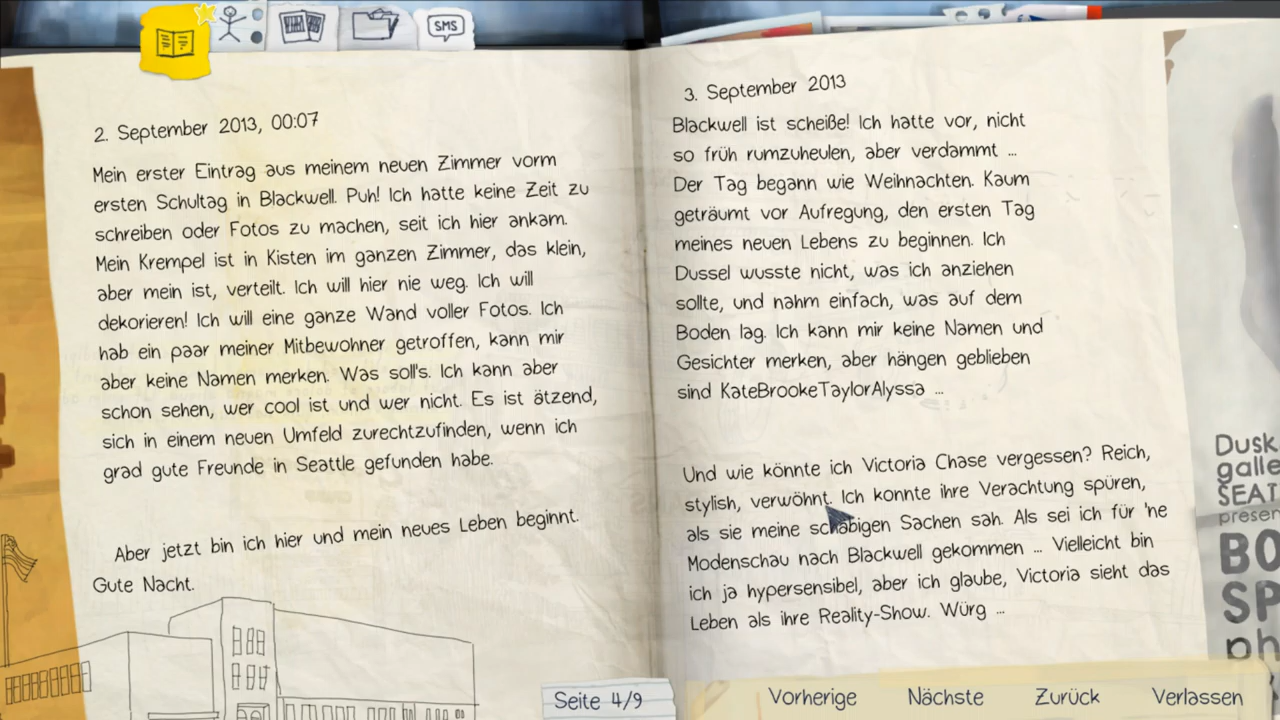 SMS
2. September 2013, 00:07
Mein erster Eintrag aus meinem neuen Zimmer vorm
ersten Schultag in Blackwell. Puh! Ich hatte keine Zeit zu
schreiben oder Fotos zu machen, seit ich hier ankam.
Mein Krempel ist in Kisten im ganzen Zimmer, das klein,
aber mein ist, verteilt. Ich will hier nie weg. Ich will
dekorieren! Ich will eine ganze Wand voller Fotos. Ich
hab ein paar meiner Mitbewohner getroffen, kann mir
aber keine Namen merken. Was soll's. Ich kann aber
schon sehen, wer cool ist und wer nicht. Es ist ätzend,
sich in einem neuen Umfeld zurechtzufinden, wenn ich
grad gute Freunde in Seattle gefunden habe.
Aber jetzt bin ich hier und mein neues Leben beginnt.
Gute Nacht.
3. September 2013
Blackwell ist scheiße! Ich hatte vor, nicht
so früh rumzuheulen, aber verdammt ...
Der Tag begann wie Weihnachten. Kaum
geträumt vor Aufregung, den ersten Tag
meines neuen Lebens zu beginnen. Ich
Dussel wusste nicht, was ich anziehen
sollte, und nahm einfach, was auf dem
Boden lag. Ich kann mir keine Namen und
Gesichter merken, aber hängen geblieben
sind KateBrookeTaylorAlyssa ...
Und wie könnte ich Victoria Chase vergessen? Reich,
stylish, verwöhnt. Ich konnte ihre Verachtung spüren,
als sie meine schäbigen Sachen sah. Als sei ich für 'ne
Modenschau nach Blackwell gekommen ... Vielleicht bin
ich ja hypersensibel, aber ich glaube, Victoria sieht das
Leben als ihre Reality-Show. Würg ...
Dusk
galle
SEAT
presen
BO
SP
ph
Seite 4/9
Vorherige Nächste Zurück Verlassen